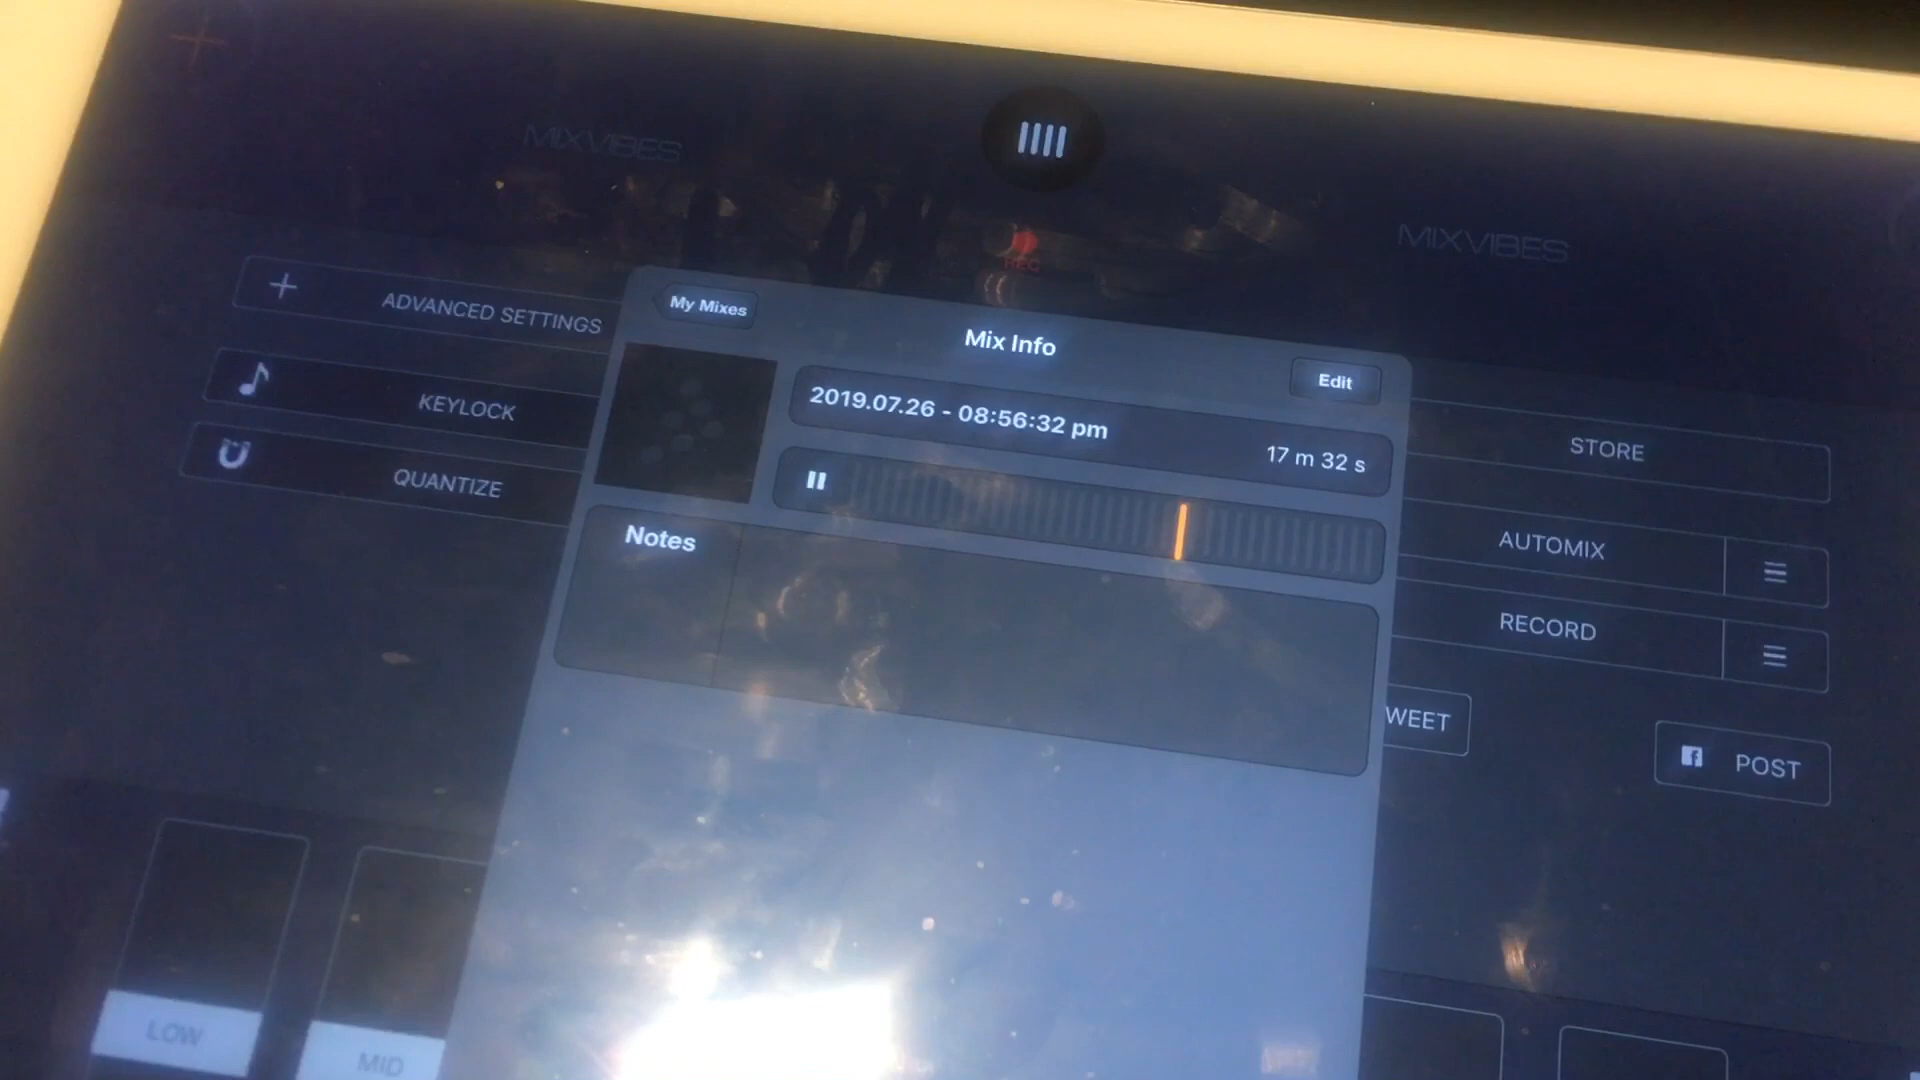 MIXVIBES
MIXVIBES
REC
My Mixes
Mix Info
Edit
ADVANCED SETTINGS
KEYLOCK
QUANTIZE
2019.07.26 - 08:56:32 pm
17 m 32 s
Notes
STORE
AUTOMIX
RECORD
WEET
POST
LOW
MID